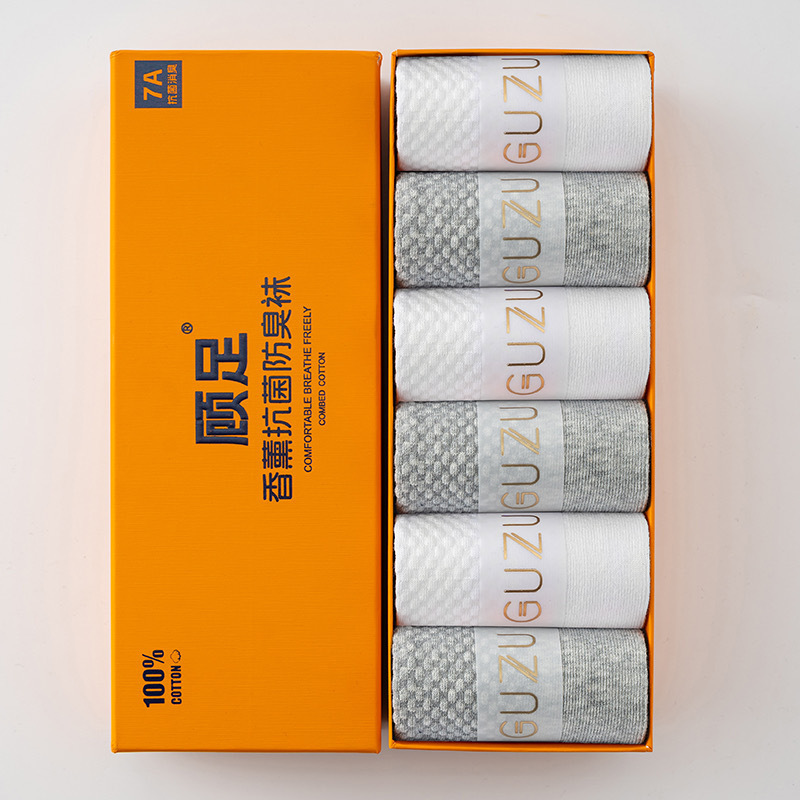 7A
抗菌消臭
顾足®
香薰抗菌防臭袜
COMFORTABLE BREATHE FREELY
COMBED COTTON
100%
COTTON
GUZU
GUZU
GUZU
GUZU
GUZU
GUZU